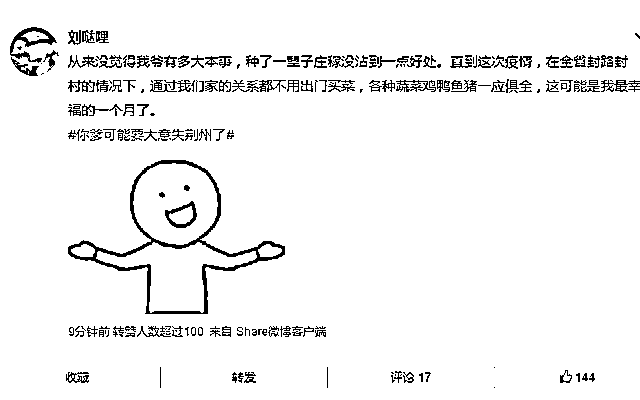 刘哒哩
从来没觉得我爷有多大本事，种了一辈子庄稼没沾到一点好处。直到这次疫情，在全省封路封
村的情况下，通过我们家的关系都不用出门买菜，各种蔬菜鸡鸭鱼猪一应俱全，这可能是我最幸
福的一个月了。
#你爹可能要大意失荆州了#
9分钟前 转赞人数超过100 来自 Share微博客户端
收藏 转发 评论 17 144